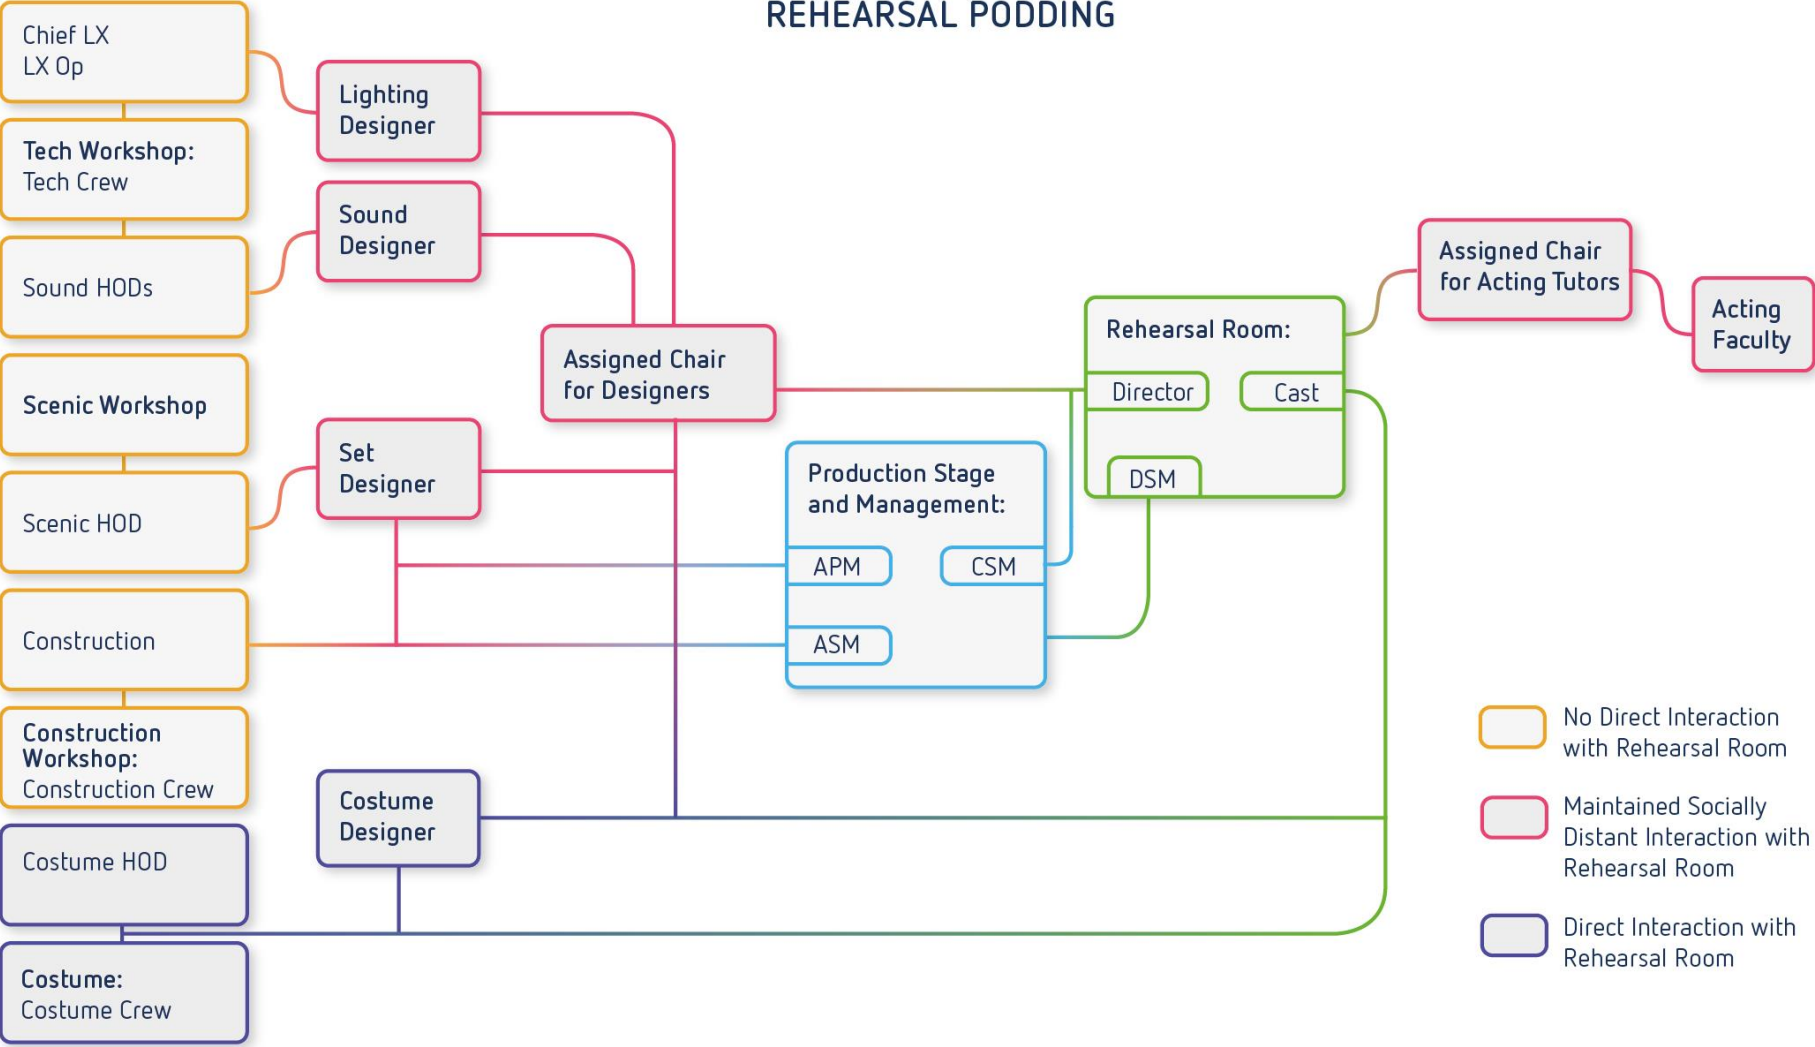 REHEARSAL PODDING
Chief LX
LX Op
Tech Workshop:
Tech Crew
Sound HODs
Scenic Workshop
Scenic HOD
Construction
Construction
Workshop:
Construction Crew
Costume HOD
Costume:
Costume Crew
Lighting
Designer
Sound
Designer
Set
Designer
Costume
Designer
Assigned Chair
for Designers
Production Stage
and Management:
APM
CSM
ASM
Rehearsal Room:
Director
Cast
DSM
Assigned Chair
for Acting Tutors
Acting
Faculty
No Direct Interaction
with Rehearsal Room
Maintained Socially
Distant Interaction with
Rehearsal Room
Direct Interaction with
Rehearsal Room